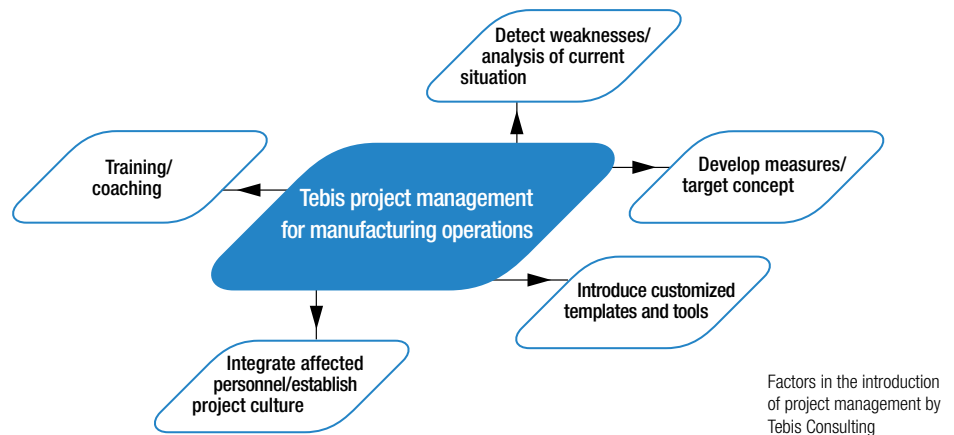 Detect weaknesses/
analysis of current
situation
Training/
coaching
Develop measures/
target concept
Tebis project management
for manufacturing operations
Introduce customized
templates and tools
Integrate affected
personnel/establish
project culture
Factors in the introduction
of project management by
Tebis Consulting